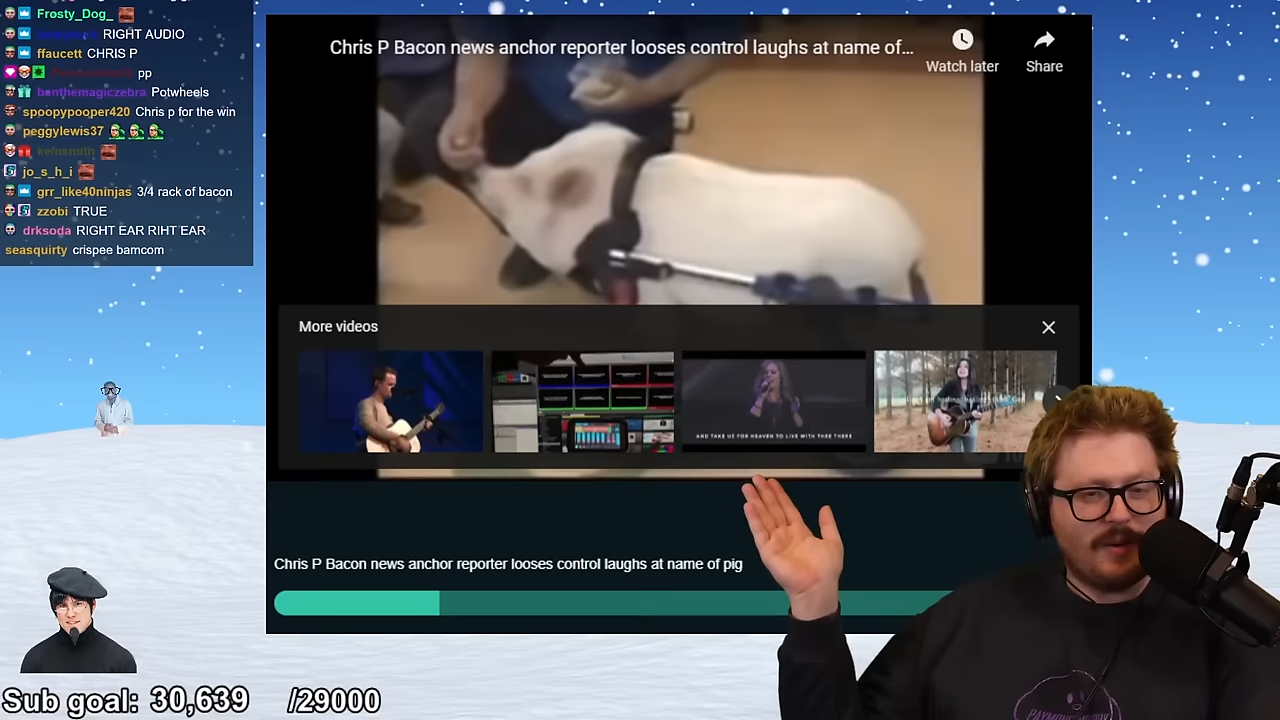 Frosty_Dog_
RIGHT AUDIO
ffaucett CHRIS P
pp
benthemagiczebra Potwheels
spoopypooper420 Chris p for the win
peggylewis37
kemsmith
jo_s_h_i
grr_like40ninjas 3/4 rack of bacon
zzobi TRUE
drksoda RIGHT EAR RIHT EAR
seasquirty crispee bamcom
Chris P Bacon news anchor reporter looses control laughs at name of...
Watch later
Share
More videos
AND TAKE US FOR HEAVEN TO LIVE WITH THEE THERE
Chris P Bacon news anchor reporter looses control laughs at name of pig
Sub goal: 30,639 /29000